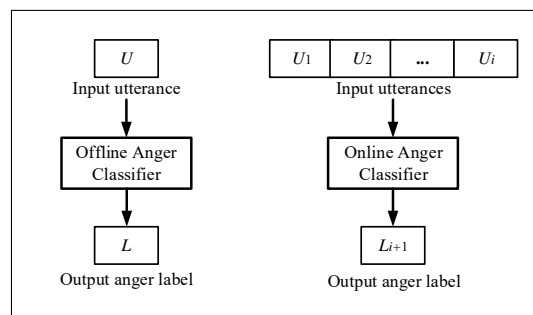 U
Input utterance
Offline Anger
Classifier
L
Output anger label
U1 U2 ... Ui
Input utterances
Online Anger
Classifier
Li+1
Output anger label